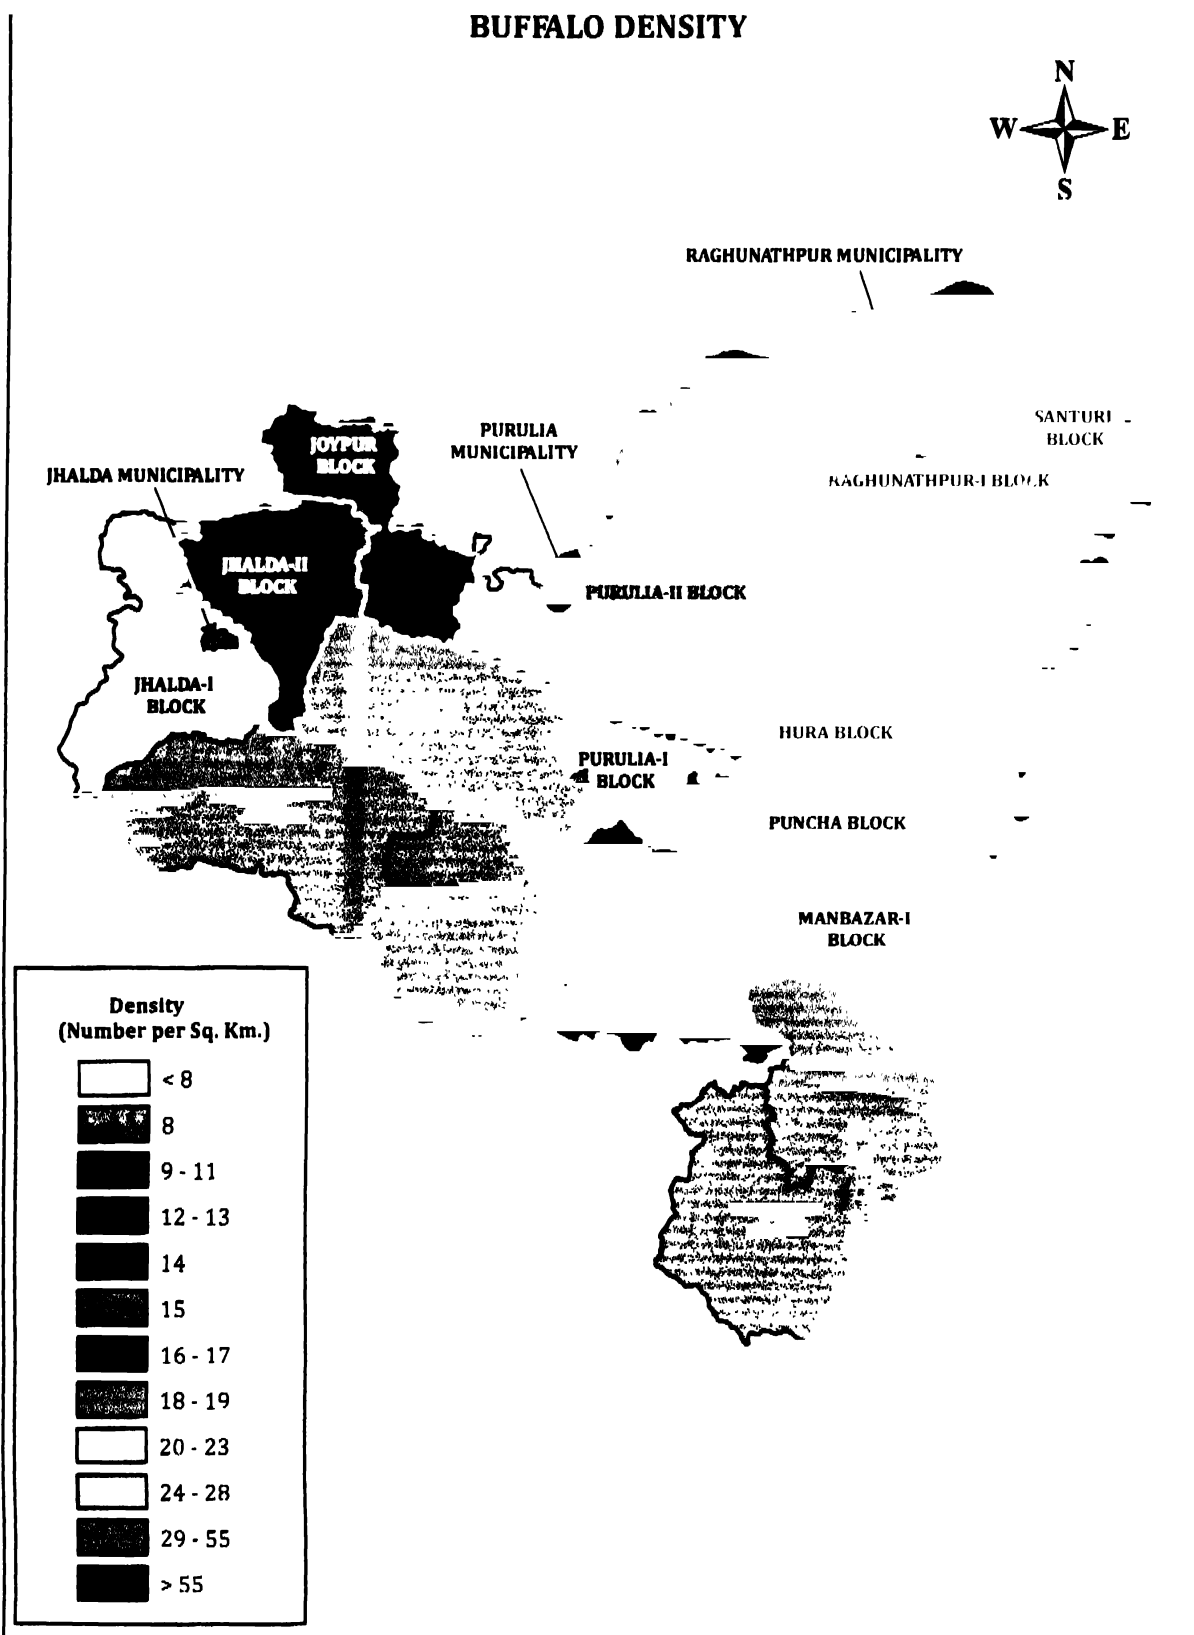 BUFFALO DENSITY
N
W E
S
RAGHUNATHPUR MUNICIPALITY
SANTURI
BLOCK
RAGHUNATHPUR-I BLOCK
PURULIA
MUNICIPALITY
JOYPUR
BLOCK
JHALDA MUNICIPALITY
JHALDA-II
BLOCK
PURULIA-II BLOCK
JHALDA-I
BLOCK
HURA BLOCK
PURULIA-I
BLOCK
PUNCHA BLOCK
MANBAZAR-I
BLOCK
Density
(Number per Sq. Km.)
< 8
8
9 - 11
12 - 13
14
15
16 - 17
18 - 19
20 - 23
24 - 28
29 - 55
> 55